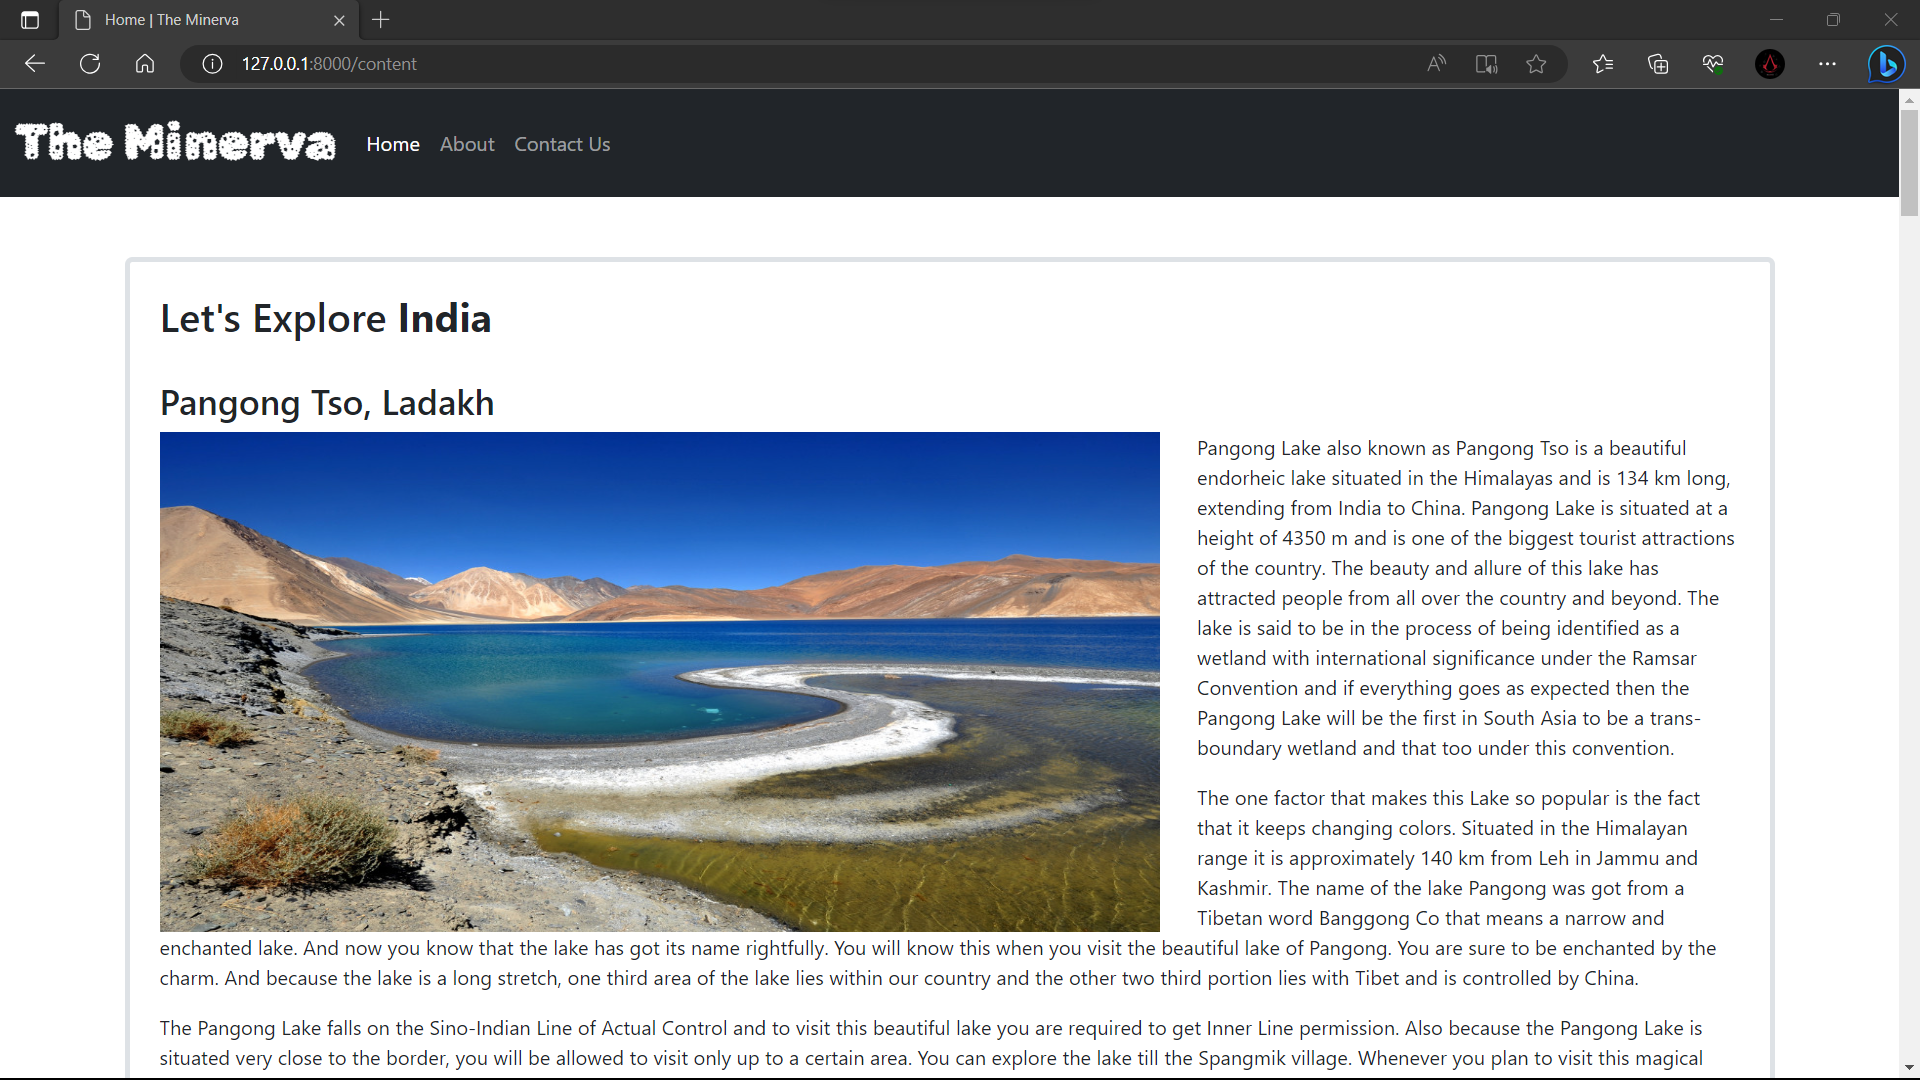 Home | The Minerva
127.0.0.1:8000/content
The Minerva
Home About Contact Us
Let's Explore India
Pangong Tso, Ladakh
Pangong Lake also known as Pangong Tso is a beautiful
endorheic lake situated in the Himalayas and is 134 km long,
extending from India to China. Pangong Lake is situated at a
height of 4350 m and is one of the biggest tourist attractions
of the country. The beauty and allure of this lake has
attracted people from all over the country and beyond. The
lake is said to be in the process of being identified as a
wetland with international significance under the Ramsar
Convention and if everything goes as expected then the
Pangong Lake will be the first in South Asia to be a trans-
boundary wetland and that too under this convention.
The one factor that makes this Lake so popular is the fact
that it keeps changing colors. Situated in the Himalayan
range it is approximately 140 km from Leh in Jammu and
Kashmir. The name of the lake Pangong was got from a
Tibetan word Banggong Co that means a narrow and
enchanted lake. And now you know that the lake has got its name rightfully. You will know this when you visit the beautiful lake of Pangong. You are sure to be enchanted by the
charm. And because the lake is a long stretch, one third area of the lake lies within our country and the other two third portion lies with Tibet and is controlled by China.
The Pangong Lake falls on the Sino-Indian Line of Actual Control and to visit this beautiful lake you are required to get Inner Line permission. Also because the Pangong Lake is
situated very close to the border, you will be allowed to visit only up to a certain area. You can explore the lake till the Spangmik village. Whenever you plan to visit this magical